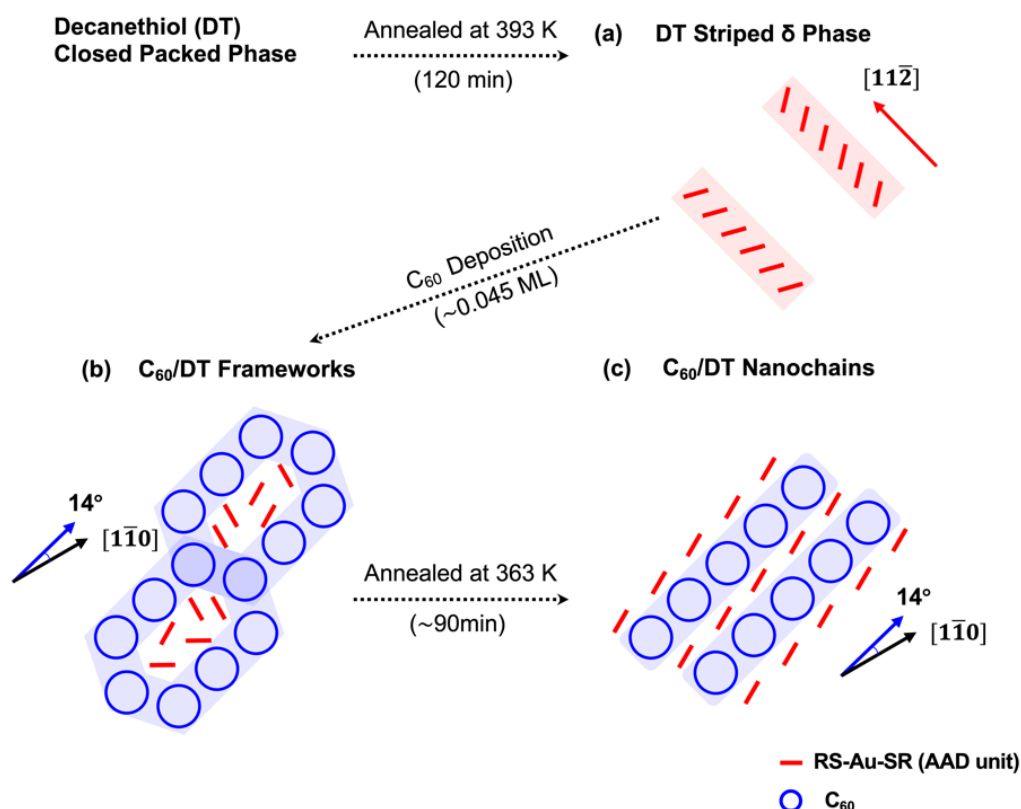 Decanethiol (DT)
Closed Packed Phase
Annealed at 393 K
(120 min)
(a) DT Striped δ Phase
[112̅]
C₆₀ Deposition
(~0.045 ML)
(b) C₆₀/DT Frameworks
(c) C₆₀/DT Nanochains
14°
[11̅0]
Annealed at 363 K
(~90min)
14°
[11̅0]
RS-Au-SR (AAD unit)
C₆₀